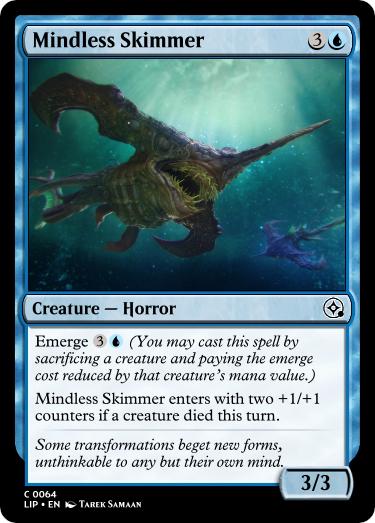 Mindless Skimmer 3
Creature — Horror
Emerge 3 (You may cast this spell by
sacrificing a creature and paying the emerge
cost reduced by that creature's mana value.)
Mindless Skimmer enters with two +1/+1
counters if a creature died this turn.
Some transformations beget new forms,
unthinkable to any but their own mind.
3/3
C 0064
LIP • EN Tarek Samaan